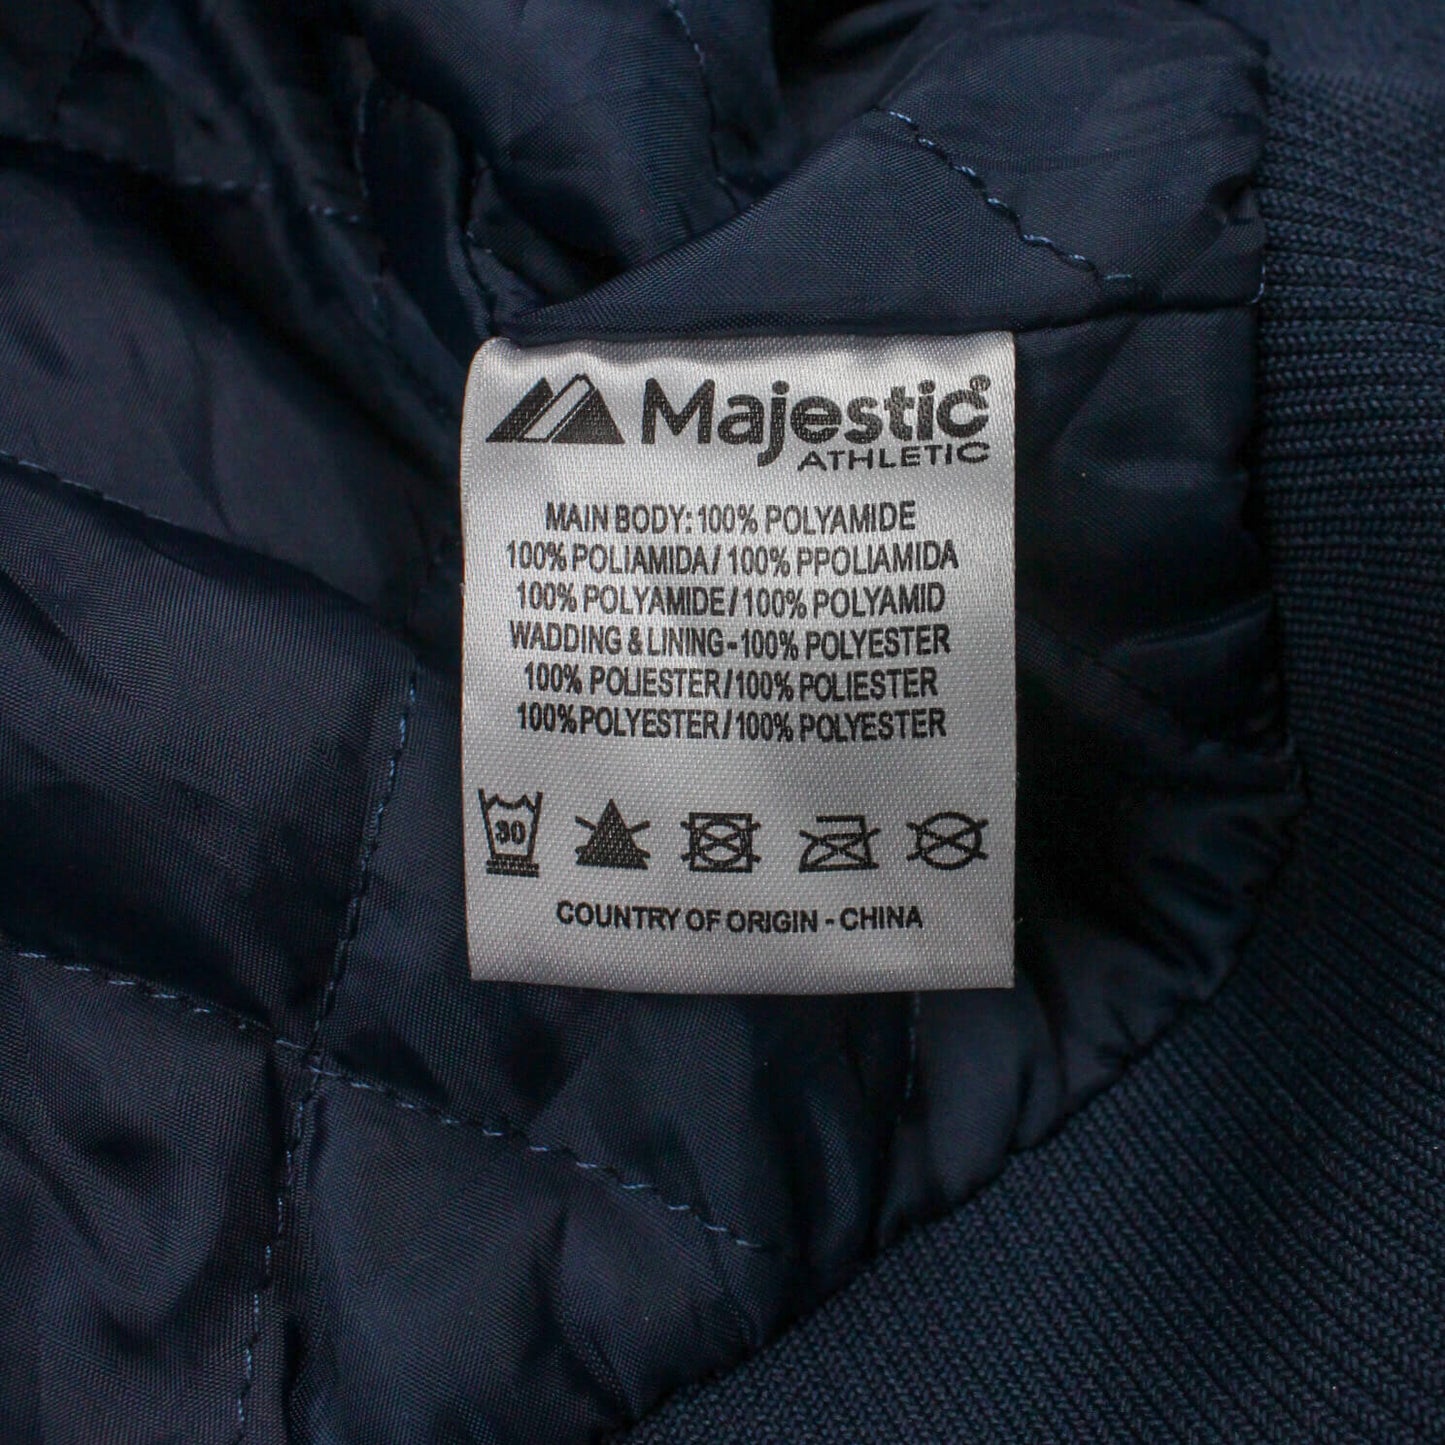 Majestic®
ATHLETIC
MAIN BODY: 100% POLYAMIDE
100% POLIAMIDA / 100% PPOLIAMIDA
100% POLYAMIDE / 100% POLYAMID
WADDING & LINING - 100% POLYESTER
100% POLIESTER / 100% POLIESTER
100% POLYESTER / 100% POLYESTER
30
COUNTRY OF ORIGIN - CHINA